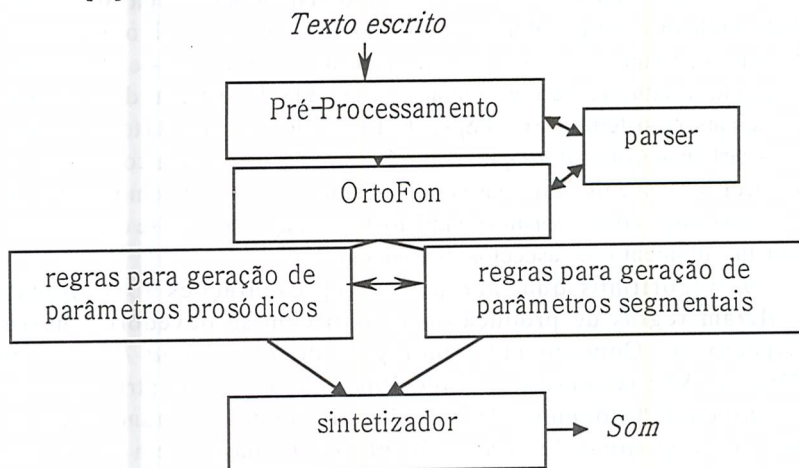 Texto escrito
Pré-Processamento
parser
OrtoFon
regras para geração de
parâmetros prosódicos
regras para geração de
parâmetros segmentais
sintetizador
Som